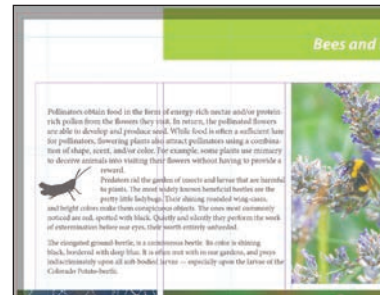 Bees and
Pollinators obtain food in the form of energy-rich nectar and/or protein-
rich pollen from the flowers they visit. In return, the pollinated flowers
are able to develop and produce seed. While food is often a sufficient lure
for pollinators, flowering plants also attract pollinators using a combina-
tion of shape, scent, and/or color. For example, some plants use mimicry
to deceive animals into visiting their flowers without having to provide a
reward.
Predators rid the garden of insects and larvae that are harmful
to plants. The most widely known beneficial beetles are the
pretty little ladybugs. Their shining rounded wing-cases,
and bright colors make them conspicuous objects. The ones most commonly
noticed are red, spotted with black. Quietly and silently they perform the work
of extermination before our eyes, their worth entirely unheeded.
The elongated ground-beetle, is a carnivorous beetle. Its color is shining
black, bordered with deep blue. It is often met with in our gardens, and preys
indiscriminately upon all soft-bodied larvae — especially upon the larvae of the
Colorado Potato-beetle.